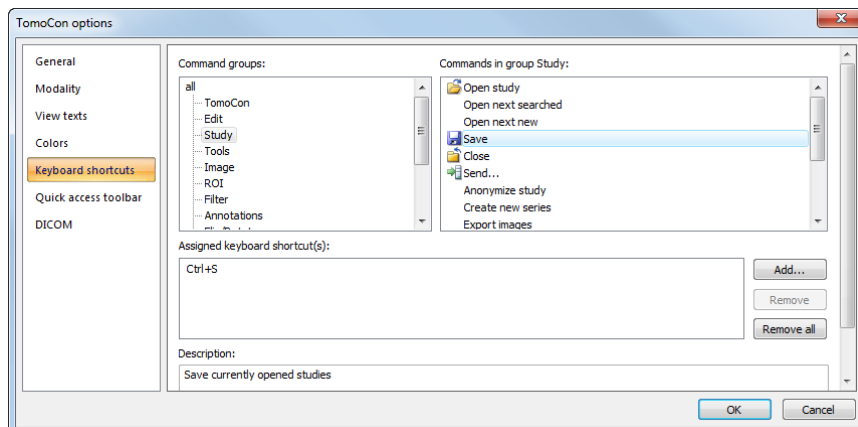 TomoCon options
General
Modality
View texts
Colors
Keyboard shortcuts
Quick access toolbar
DICOM
Command groups:
all
TomoCon
Edit
Study
Tools
Image
ROI
Filter
Annotations
Commands in group Study:
Open study
Open next searched
Open next new
Save
Close
Send...
Anonymize study
Create new series
Export images
Assigned keyboard shortcut(s):
Ctrl+S
Add...
Remove
Remove all
Description:
Save currently opened studies
OK
Cancel